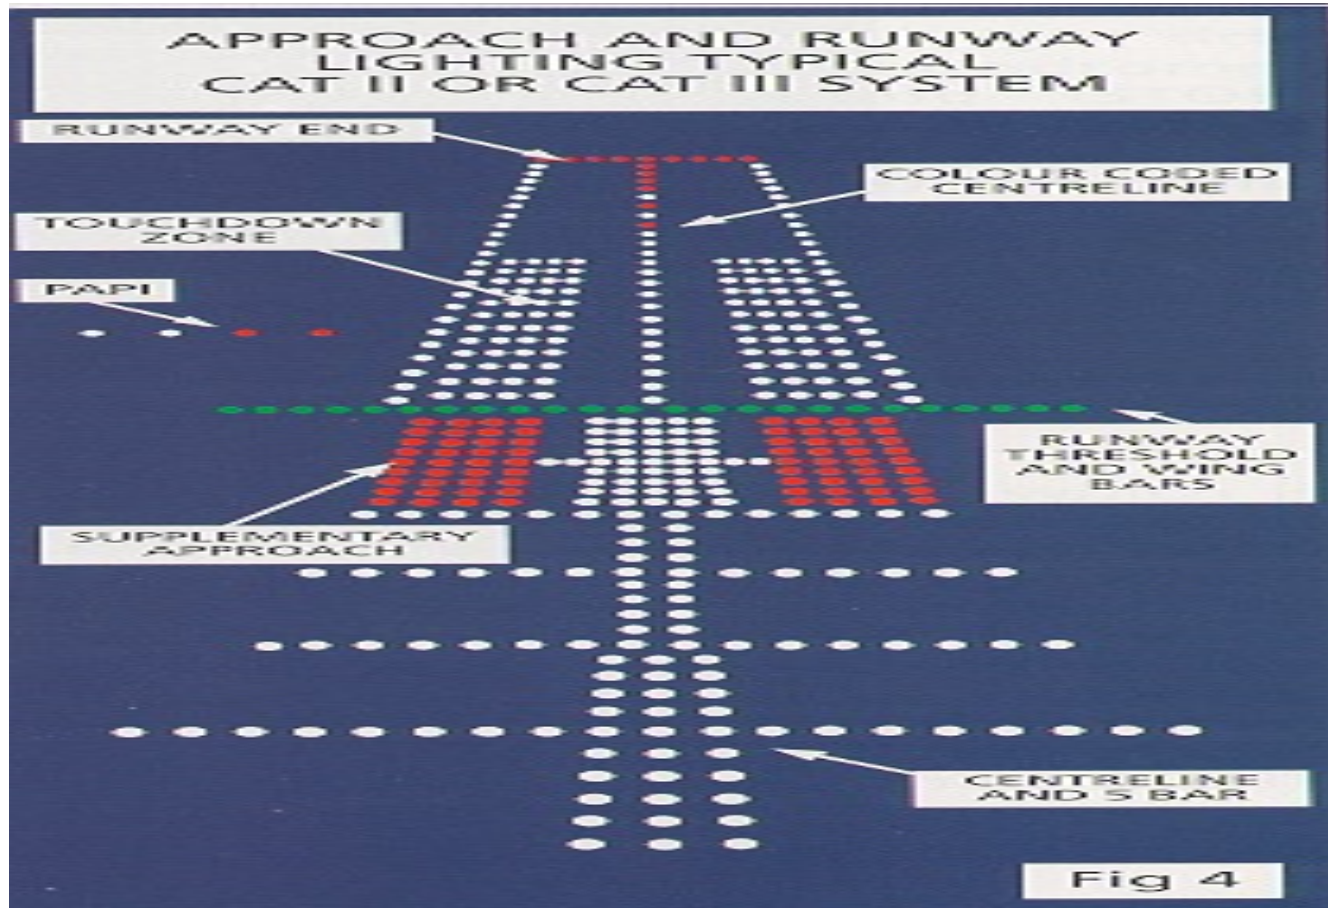 APPROACH AND RUNWAY
LIGHTING TYPICAL
CAT II OR CAT III SYSTEM
RUNWAY END
COLOUR CODED
CENTRELINE
TOUCHDOWN
ZONE
PAPI
RUNWAY
THRESHOLD
AND WING
BARS
SUPPLEMENTARY
APPROACH
CENTRELINE
AND 5 BAR
Fig 4